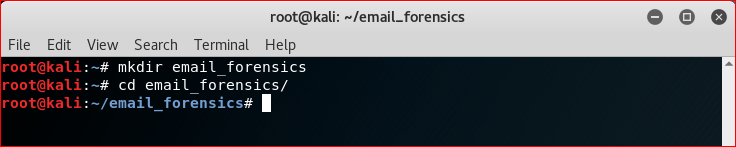 root@kali: ~/email_forensics
File Edit View Search Terminal Help
root@kali:~# mkdir email_forensics
root@kali:~# cd email_forensics/
root@kali:~/email_forensics#